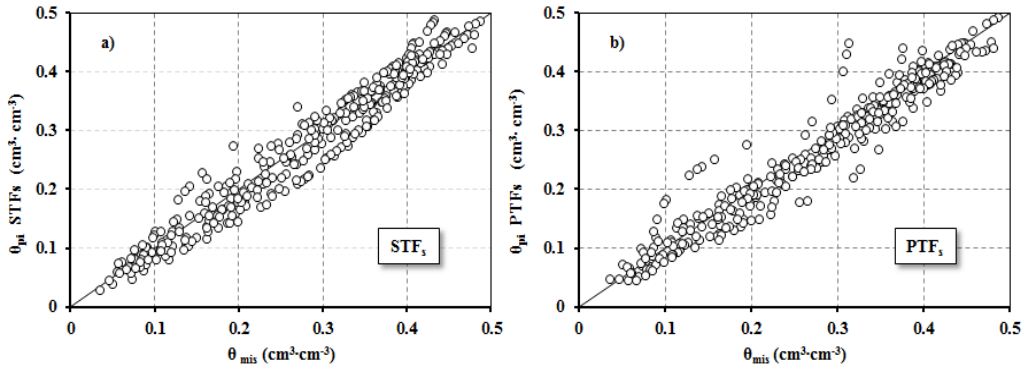 a)
θpi STFs (cm³· cm⁻³)
0.5
0.4
0.3
0.2
0.1
0
STFs
0 0.1 0.2 0.3 0.4 0.5
θ mis (cm³·cm⁻³)
b)
θpi PTFs (cm³· cm⁻³)
0.5
0.4
0.3
0.2
0.1
0
PTFs
0 0.1 0.2 0.3 0.4 0.5
θ mis (cm³·cm⁻³)